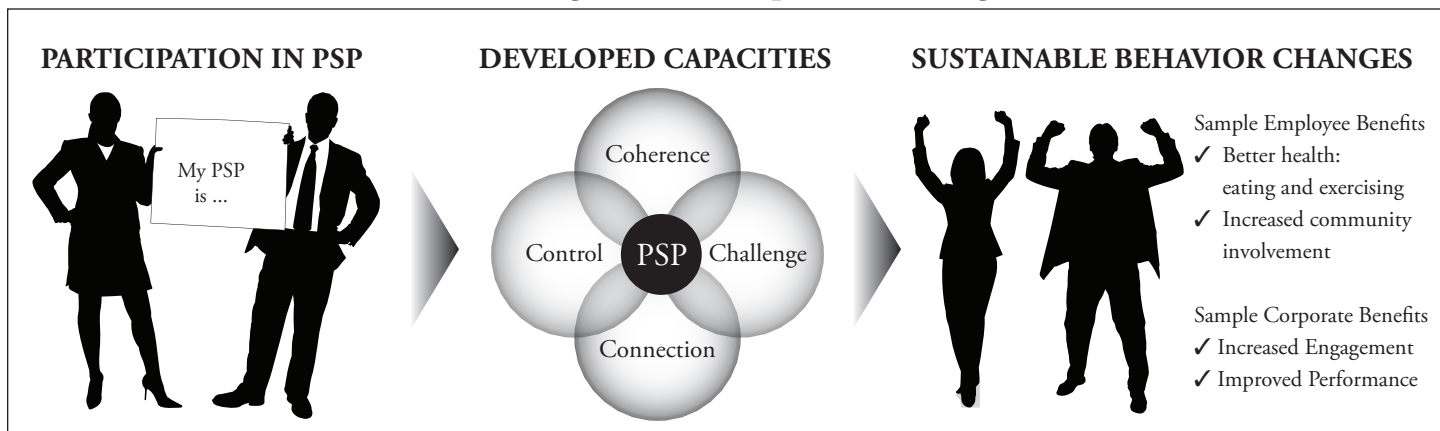 PARTICIPATION IN PSP
My PSP
is ...
DEVELOPED CAPACITIES
Coherence
Control
PSP
Challenge
Connection
SUSTAINABLE BEHAVIOR CHANGES
Sample Employee Benefits
✓ Better health:
eating and exercising
✓ Increased community
involvement
Sample Corporate Benefits
✓ Increased Engagement
✓ Improved Performance